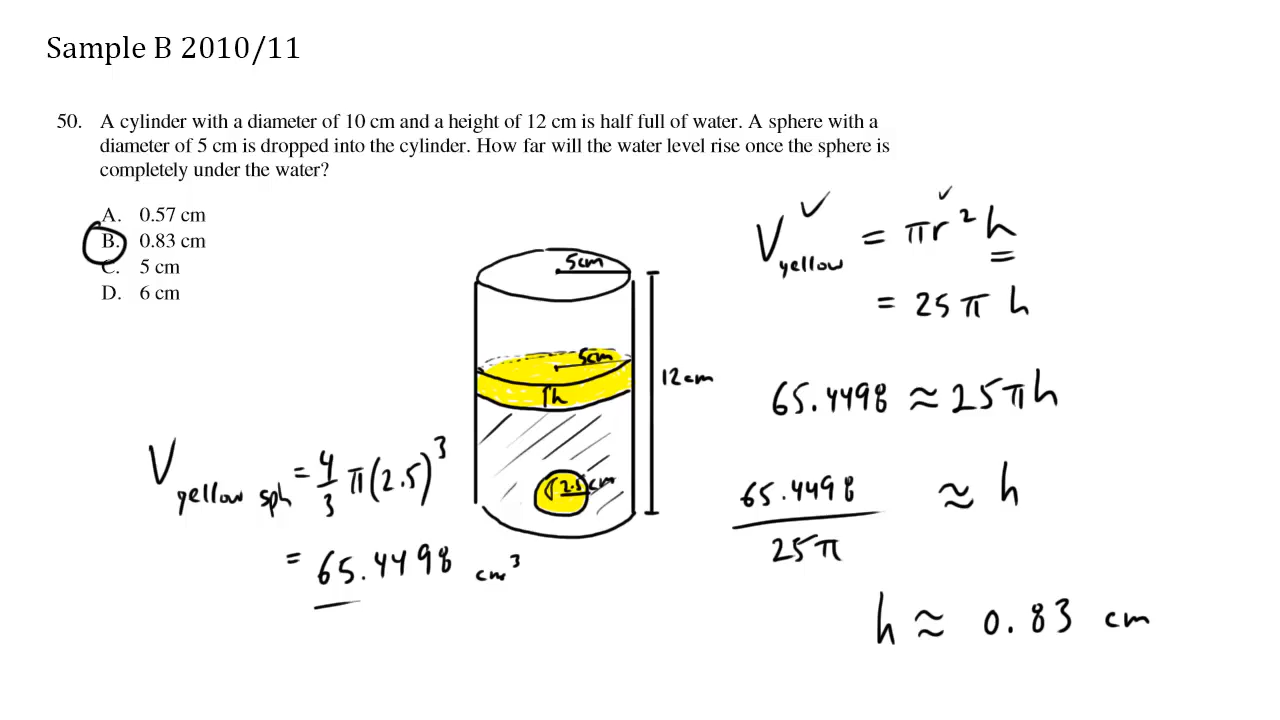 Sample B 2010/11
50. A cylinder with a diameter of 10 cm and a height of 12 cm is half full of water. A sphere with a
diameter of 5 cm is dropped into the cylinder. How far will the water level rise once the sphere is
completely under the water?
A. 0.57 cm
B. 0.83 cm
C. 5 cm
D. 6 cm
5cm
5cm
h
12cm
2.5 cm
V yellow sph = 4/3 π(2.5)³
= 65.4498 cm³
V yellow = πr²h
= 25π h
65.4498 ≈ 25πh
65.4498 / 25π ≈ h
h ≈ 0.83 cm